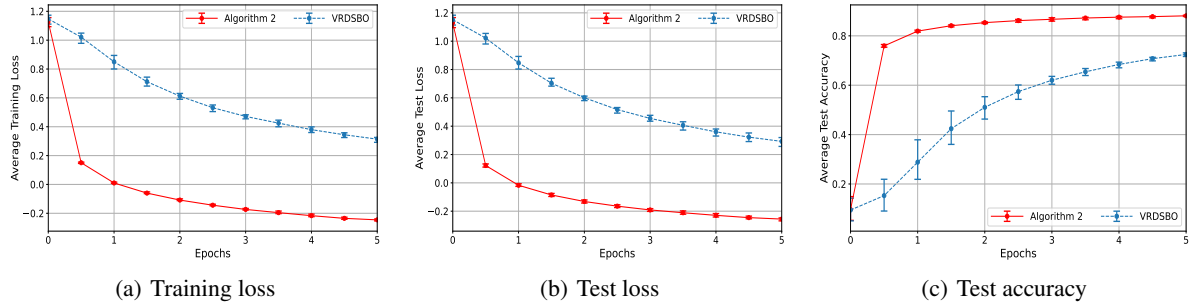 Algorithm 2 VRDSBO
1.2
1.0
0.8
0.6
0.4
0.2
0.0
−0.2
Average Training Loss
0 1 2 3 4 5
Epochs
(a) Training loss
Algorithm 2 VRDSBO
1.2
1.0
0.8
0.6
0.4
0.2
0.0
−0.2
Average Test Loss
0 1 2 3 4 5
Epochs
(b) Test loss
0.8
0.6
0.4
0.2
Average Test Accuracy
Algorithm 2 VRDSBO
0 1 2 3 4 5
Epochs
(c) Test accuracy